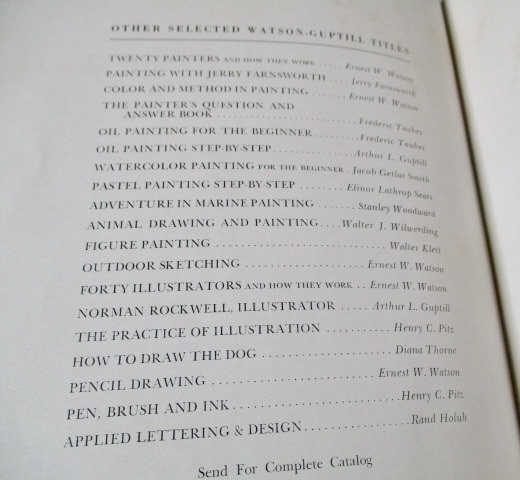 OTHER SELECTED WATSON-GUPTILL TITLES
TWENTY PAINTERS AND HOW THEY WORK ..... Ernest W. Watson
PAINTING WITH JERRY FARNSWORTH .... Jerry Farnsworth
COLOR AND METHOD IN PAINTING ..... Ernest W. Watson
THE PAINTER'S QUESTION AND
ANSWER BOOK ........................ Frederic Taubes
OIL PAINTING FOR THE BEGINNER....... Frederic Taubes
OIL PAINTING STEP-BY-STEP............ Arthur L. Guptill
WATERCOLOR PAINTING FOR THE BEGINNER . Jacob Getlar Smith
PASTEL PAINTING STEP-BY-STEP ....... Elinor Lathrop Sears
ADVENTURE IN MARINE PAINTING ....... Stanley Woodward
ANIMAL DRAWING AND PAINTING.... Walter J. Wilwerding
FIGURE PAINTING .......................... Walter Klett
OUTDOOR SKETCHING .................. Ernest W. Watson
FORTY ILLUSTRATORS AND HOW THEY WORK .. Ernest W. Watson
NORMAN ROCKWELL, ILLUSTRATOR ..... Arthur L. Guptill
THE PRACTICE OF ILLUSTRATION .......... Henry C. Pitz
HOW TO DRAW THE DOG .................... Diana Thorne
PENCIL DRAWING ......................... Ernest W. Watson
PEN, BRUSH AND INK......................... Henry C. Pitz
APPLIED LETTERING & DESIGN................ Rand Holub
Send For Complete Catalog